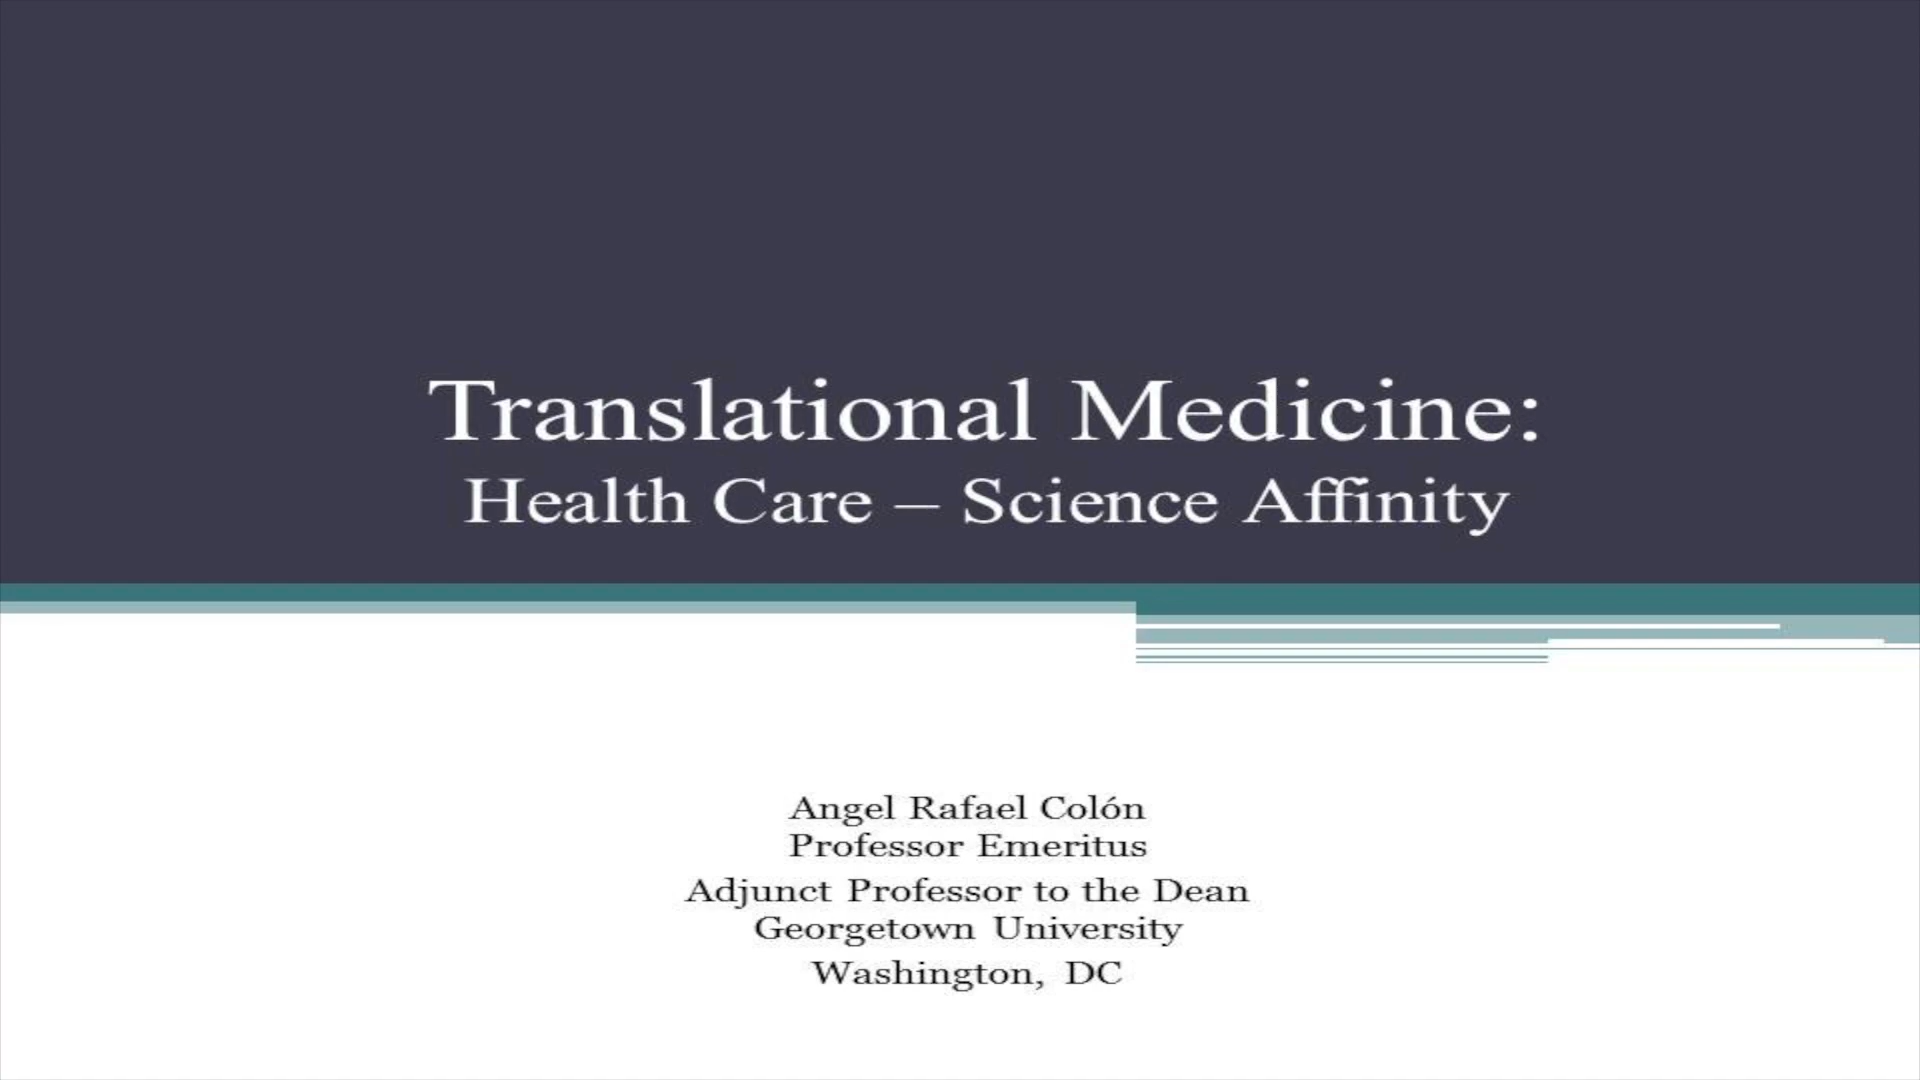 Translational Medicine:
Health Care – Science Affinity
Angel Rafael Colón
Professor Emeritus
Adjunct Professor to the Dean
Georgetown University
Washington, DC